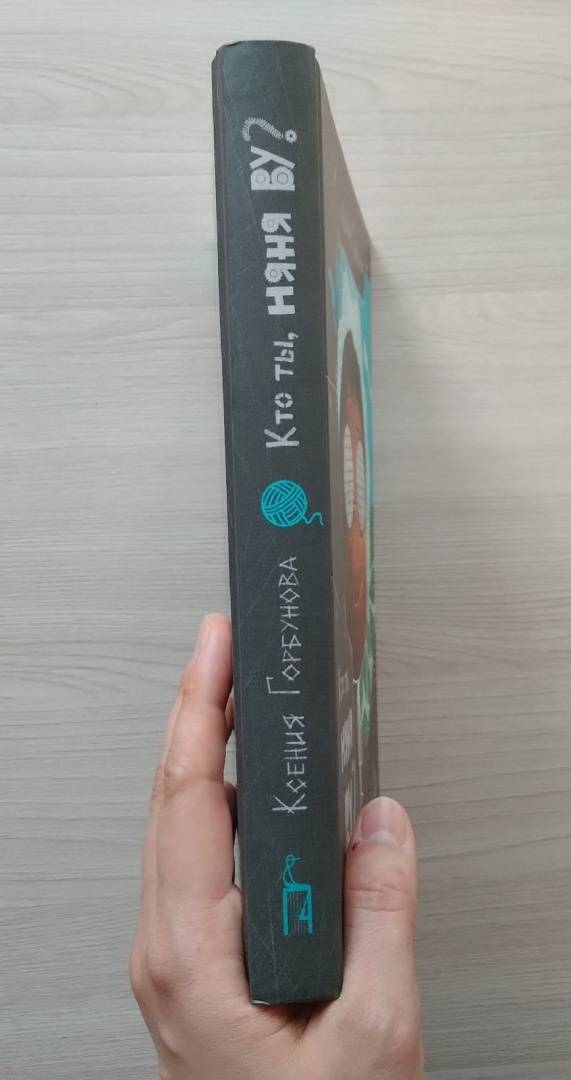 Ксения Горбунова
Кто ты, няня Ву?